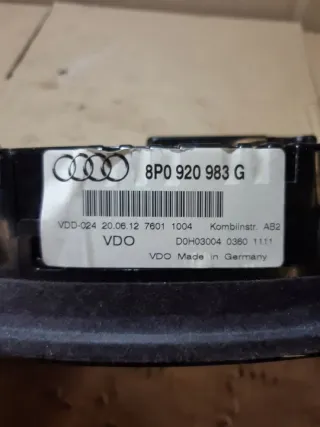 8P0 920 983 G
VDD-024 20.06.12 7601 1004 Kombiinstr. AB2
VDO D0H03004 0360 1111
VDO Made in Germany